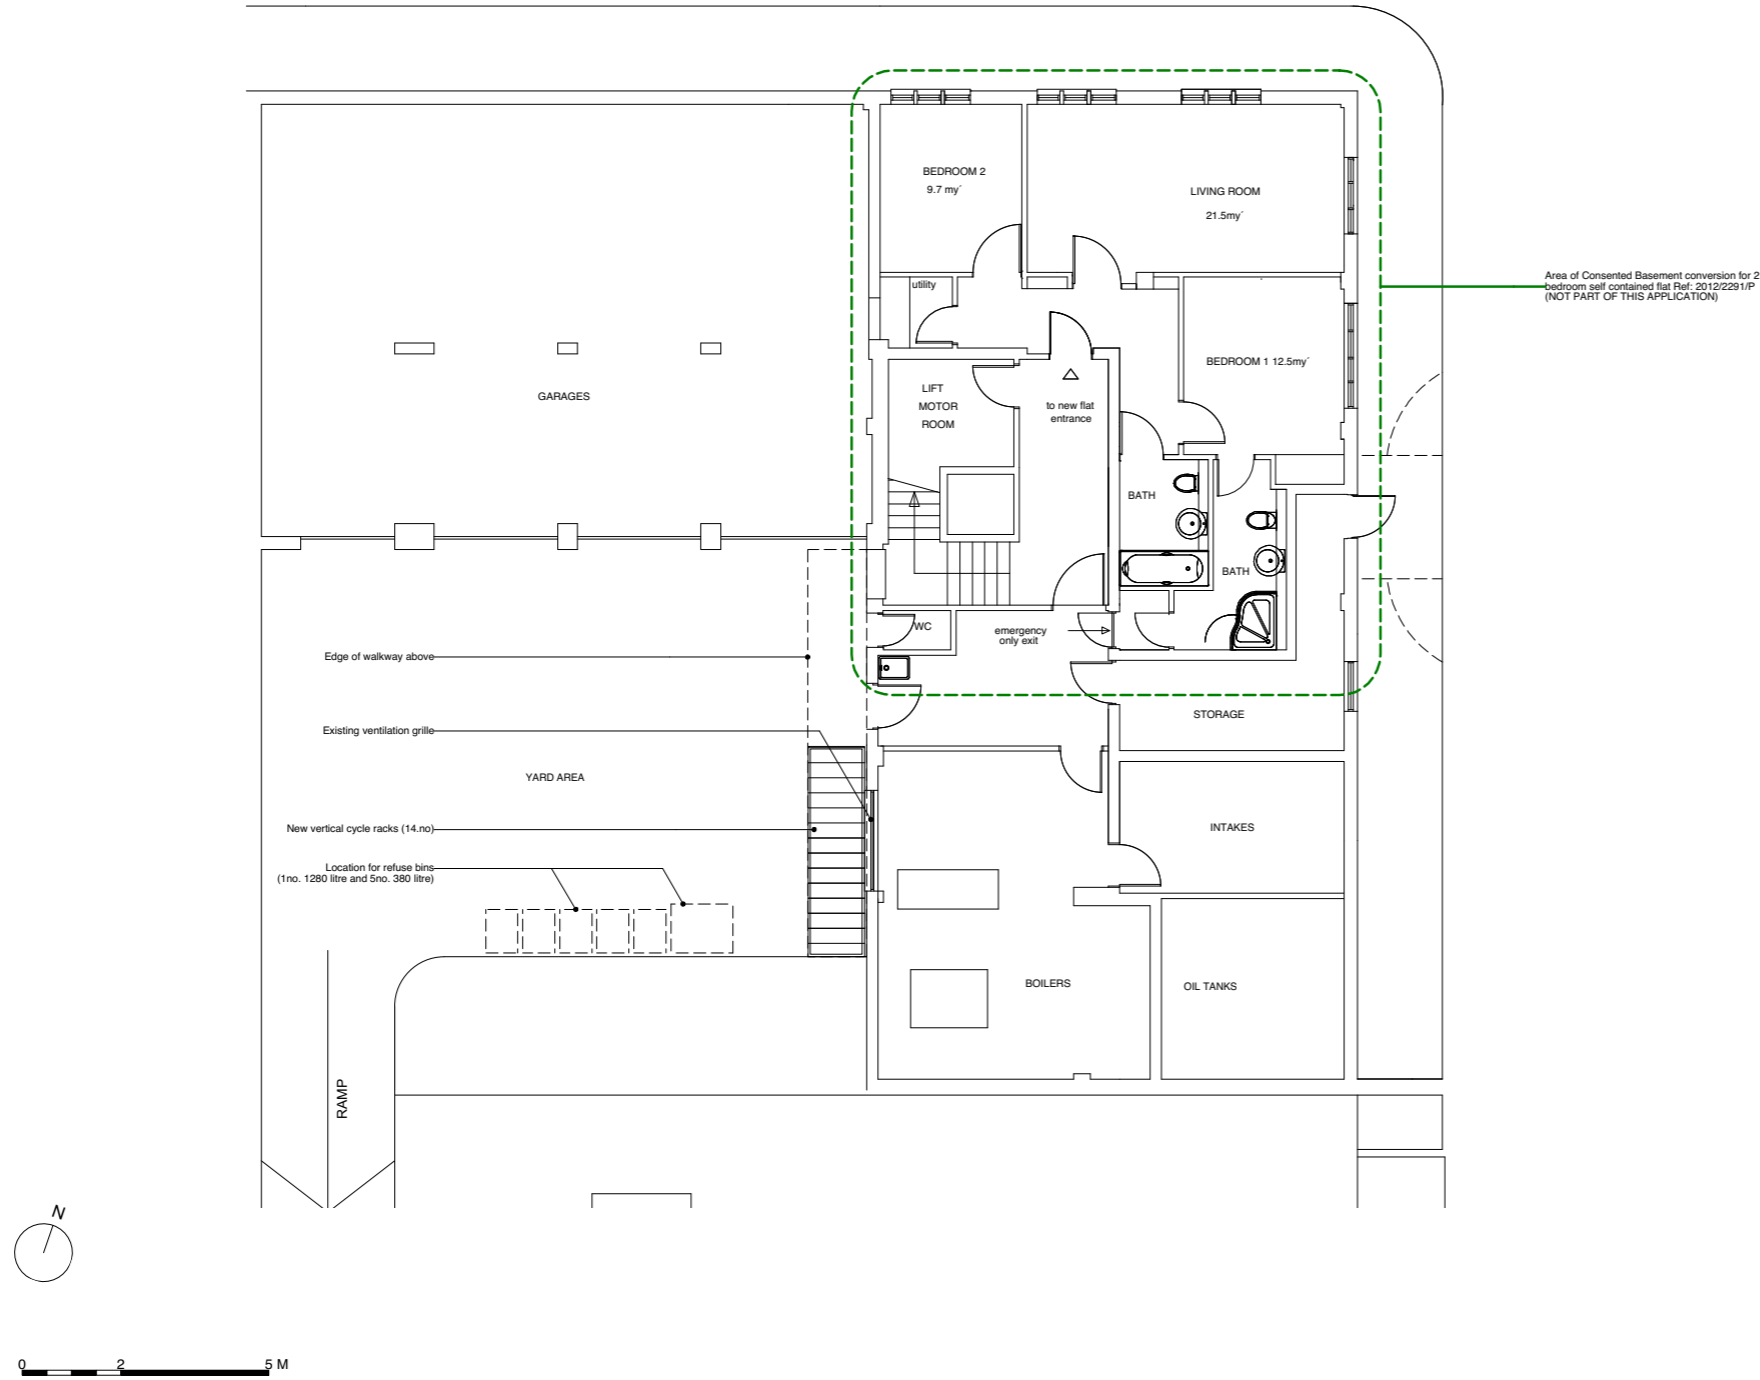 BEDROOM 2
9.7 my´
LIVING ROOM
21.5my´
Area of Consented Basement conversion for 2
bedroom self contained flat Ref: 2012/2291/P
(NOT PART OF THIS APPLICATION)
utility
BEDROOM 1 12.5my´
LIFT
MOTOR
ROOM
to new flat
entrance
GARAGES
BATH
BATH
WC
emergency
only exit
Edge of walkway above
STORAGE
Existing ventilation grille
YARD AREA
New vertical cycle racks (14.no)
INTAKES
Location for refuse bins
(1no. 1280 litre and 5no. 380 litre)
BOILERS
OIL TANKS
RAMP
N
0 2 5 M